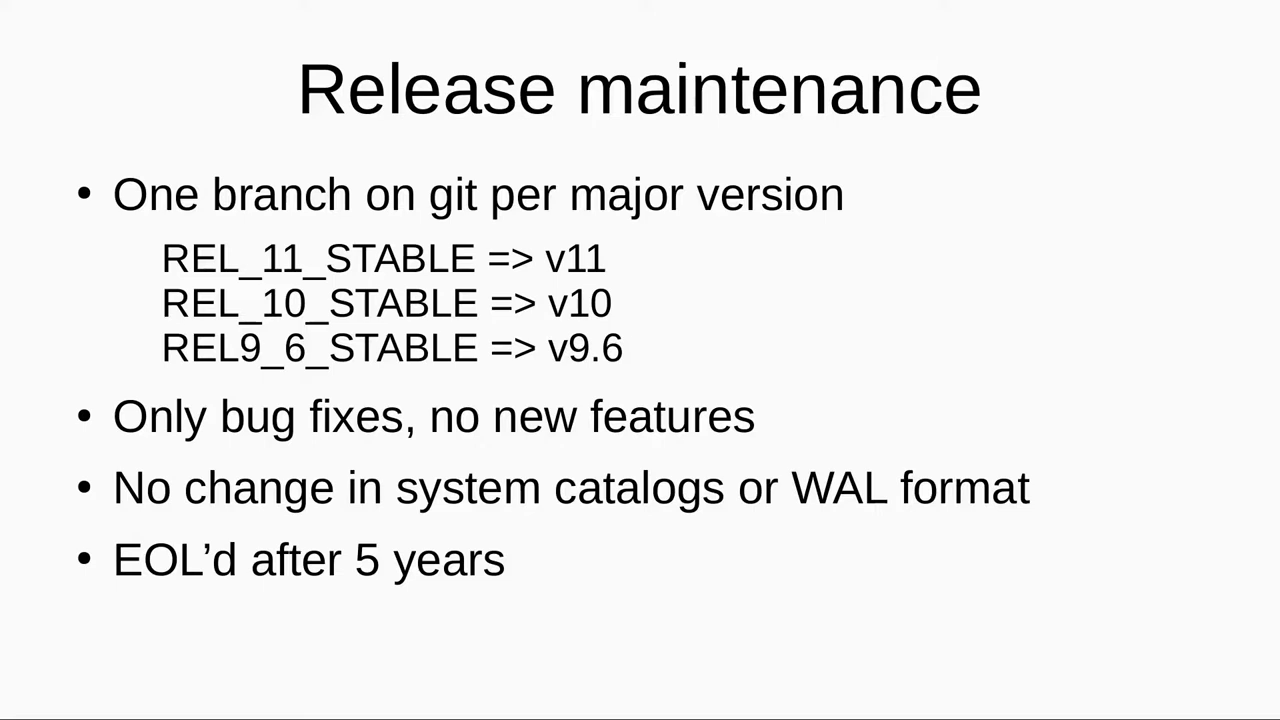 Release maintenance
• One branch on git per major version
REL_11_STABLE => v11
REL_10_STABLE => v10
REL9_6_STABLE => v9.6
• Only bug fixes, no new features
• No change in system catalogs or WAL format
• EOL’d after 5 years